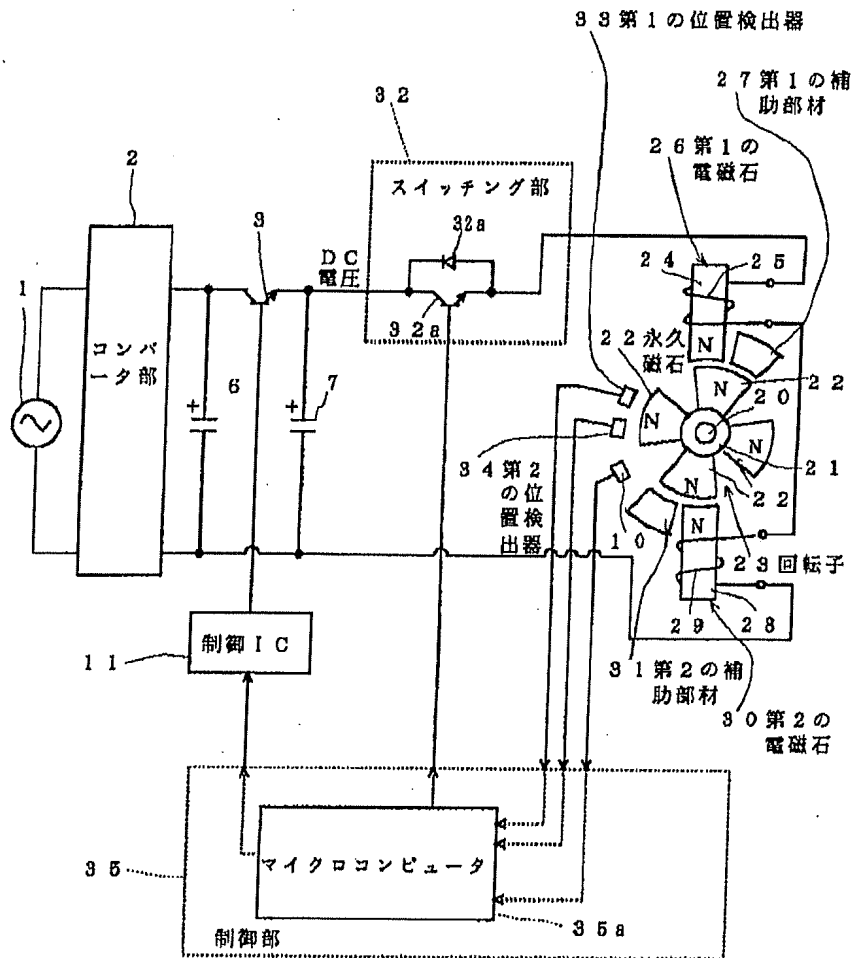 33第1の位置検出器
27第1の補
助部材
32
26第1の
電磁石
2
スイッチング部
3
DC
電圧
32a
24
25
1
32a
22永久
磁石
N
コンバ
ータ部
+
6
+
7
N
22
20
N
N
34第2
の位
置検
出器
21
N
22
10
N
23回転子
制御IC
11
29
28
31第2の補
助部材
30第2の
電磁石
マイクロコンピュータ
35
35a
制御部